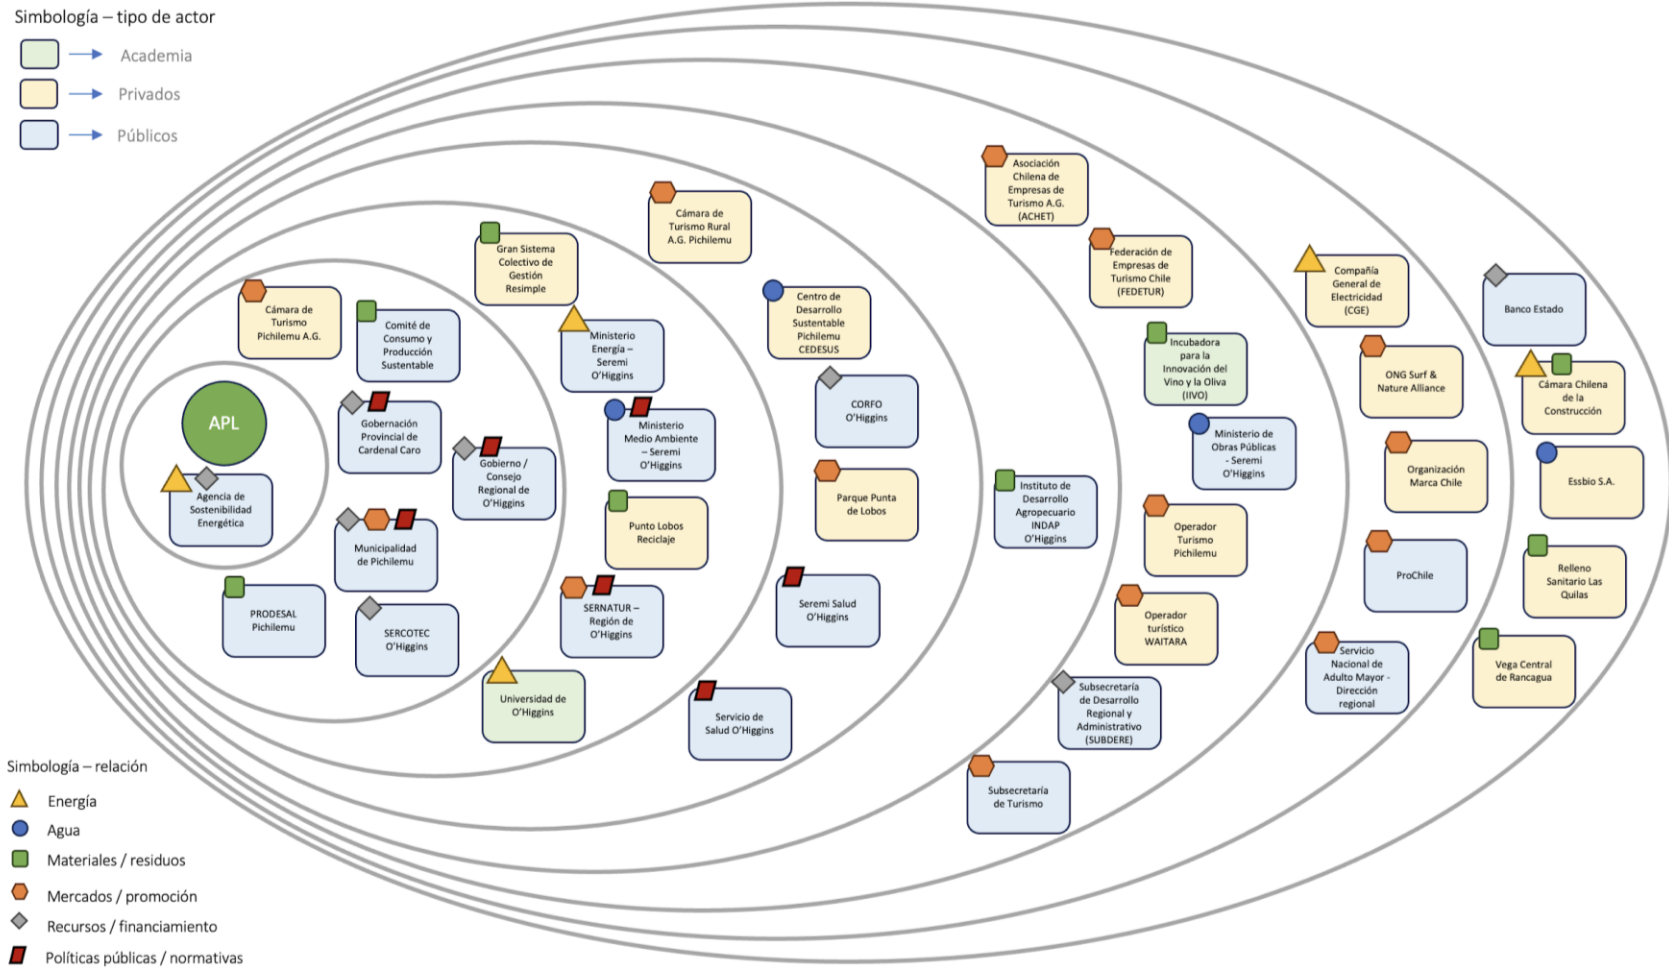 Simbología – tipo de actor
Academia
Privados
Públicos
APL
Agencia de
Sostenibilidad
Energética
Cámara de
Turismo
Pichilemu A.G.
Comité de
Consumo y
Producción
Sustentable
Gobernación
Provincial de
Cardenal Caro
Gobierno /
Consejo
Regional de
O’Higgins
Municipalidad
de Pichilemu
PRODESAL
Pichilemu
SERCOTEC
O’Higgins
Gran Sistema
Colectivo de
Gestión
Resimple
Ministerio
Energía –
Seremi
O’Higgins
Ministerio
Medio Ambiente
– Seremi
O’Higgins
Punto Lobos
Reciclaje
SERNATUR –
Región de
O’Higgins
Universidad de
O’Higgins
Cámara de
Turismo Rural
A.G. Pichilemu
Centro de
Desarrollo
Sustentable
Pichilemu
CEDESUS
CORFO
O’Higgins
Parque Punta
de Lobos
Seremi Salud
O’Higgins
Servicio de
Salud O’Higgins
Asociación
Chilena de
Empresas de
Turismo A.G.
(ACHET)
Federación de
Empresas de
Turismo Chile
(FEDETUR)
Incubadora
para la
Innovación del
Vino y la Oliva
(IIVO)
Ministerio de
Obras Públicas
- Seremi
O’Higgins
Instituto de
Desarrollo
Agropecuario
INDAP
O’Higgins
Operador
Turismo
Pichilemu
Operador
turístico
WAITARA
Subsecretaría
de Desarrollo
Regional y
Administrativo
(SUBDERE)
Subsecretaría
de Turismo
Compañía
General de
Electricidad
(CGE)
ONG Surf &
Nature Alliance
Organización
Marca Chile
ProChile
Servicio
Nacional de
Adulto Mayor -
Dirección
regional
Banco Estado
Cámara Chilena
de la
Construcción
Essbio S.A.
Relleno
Sanitario Las
Quilas
Vega Central
de Rancagua
Simbología – relación
Energía
Agua
Materiales / residuos
Mercados / promoción
Recursos / financiamiento
Políticas públicas / normativas